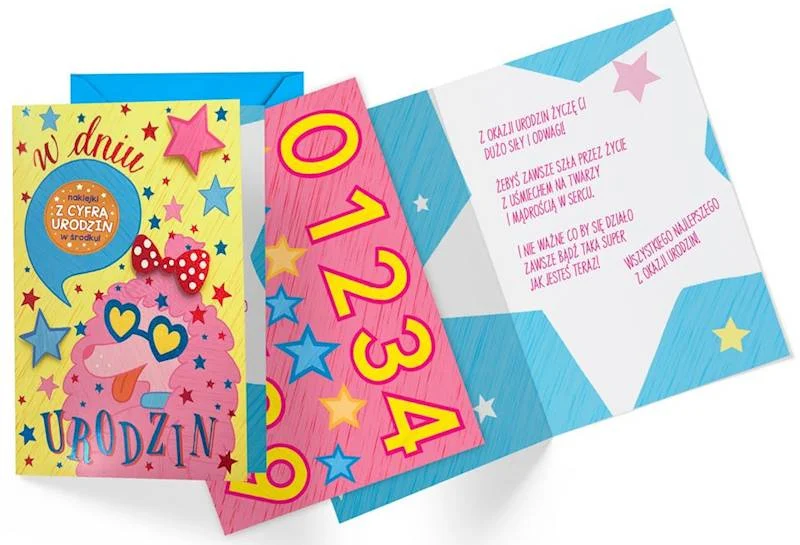 w dniu
naklejki
Z CYFRĄ
URODZIN
w środku!
URODZIN
0
1
2
3
4
9
Z OKAZJI URODZIN ŻYCZĘ CI
DUŻO SIŁY I ODWAGI!
ŻEBYŚ ZAWSZE SZŁA PRZEZ ŻYCIE
Z UŚMIECHEM NA TWARZY
I MĄDROŚCIĄ W SERCU.
I NIE WAŻNE CO BY SIĘ DZIAŁO
ZAWSZE BĄDŹ TAKA SUPER
JAK JESTEŚ TERAZ!
WSZYSTKIEGO NAJLEPSZEGO
Z OKAZJI URODZIN!